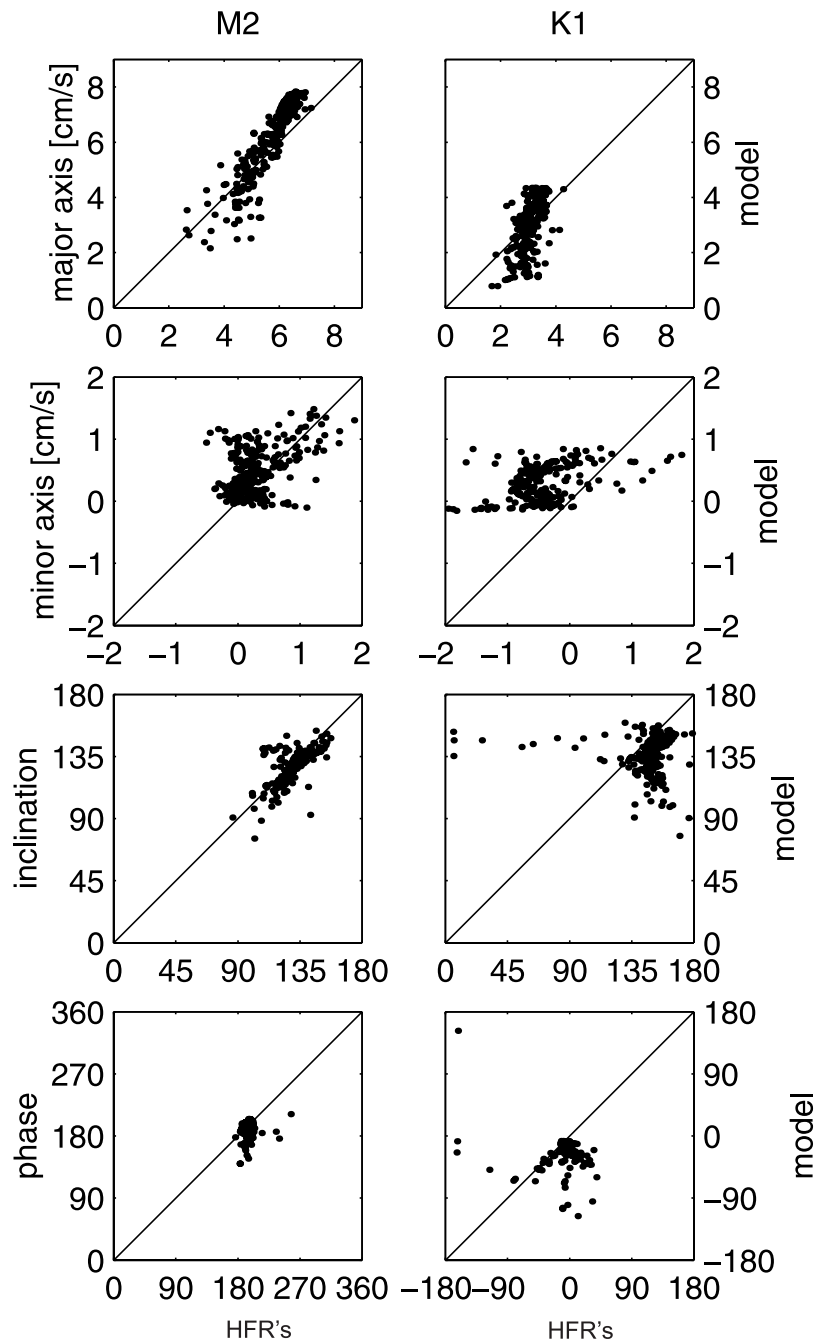 M2 K1
major axis [cm/s]
8 6 4 2 0
0 2 4 6 8
8 6 4 2 0
model
0 2 4 6 8
minor axis [cm/s]
2 1 0 −1 −2
−2 −1 0 1 2
2 1 0 −1 −2
model
−2 −1 0 1 2
inclination
180 135 90 45 0
0 45 90 135 180
180 135 90 45 0
model
0 45 90 135 180
phase
360 270 180 90 0
0 90 180 270 360
180 90 0 −90 −180
model
−180 −90 0 90 180
HFR's HFR's